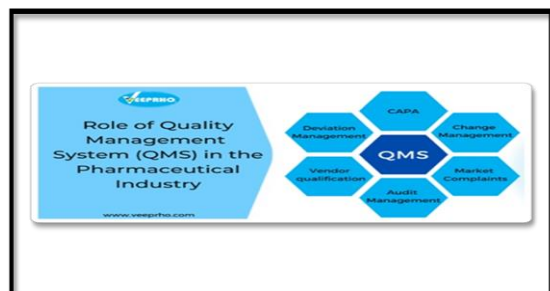 VEEPRHO
Role of Quality
Management
System (QMS) in the
Pharmaceutical
Industry
www.veeprho.com
CAPA
Deviation
Management
Change
Management
QMS
Vendor
qualification
Market
Complaints
Audit
Management